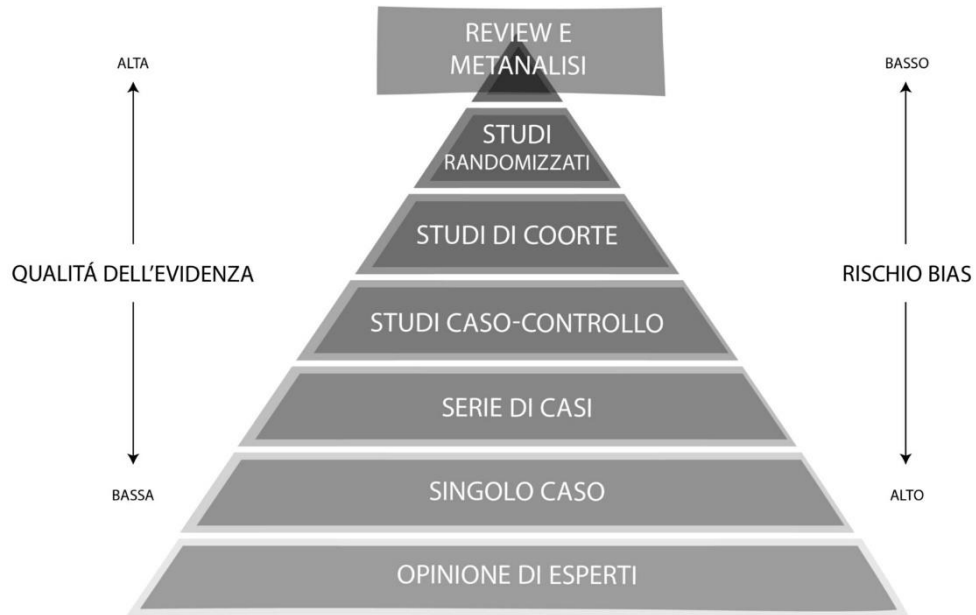 REVIEW E
METANALISI
ALTA
BASSO
STUDI
RANDOMIZZATI
STUDI DI COORTE
QUALITÁ DELL'EVIDENZA
RISCHIO BIAS
STUDI CASO-CONTROLLO
SERIE DI CASI
BASSA
SINGOLO CASO
ALTO
OPINIONE DI ESPERTI